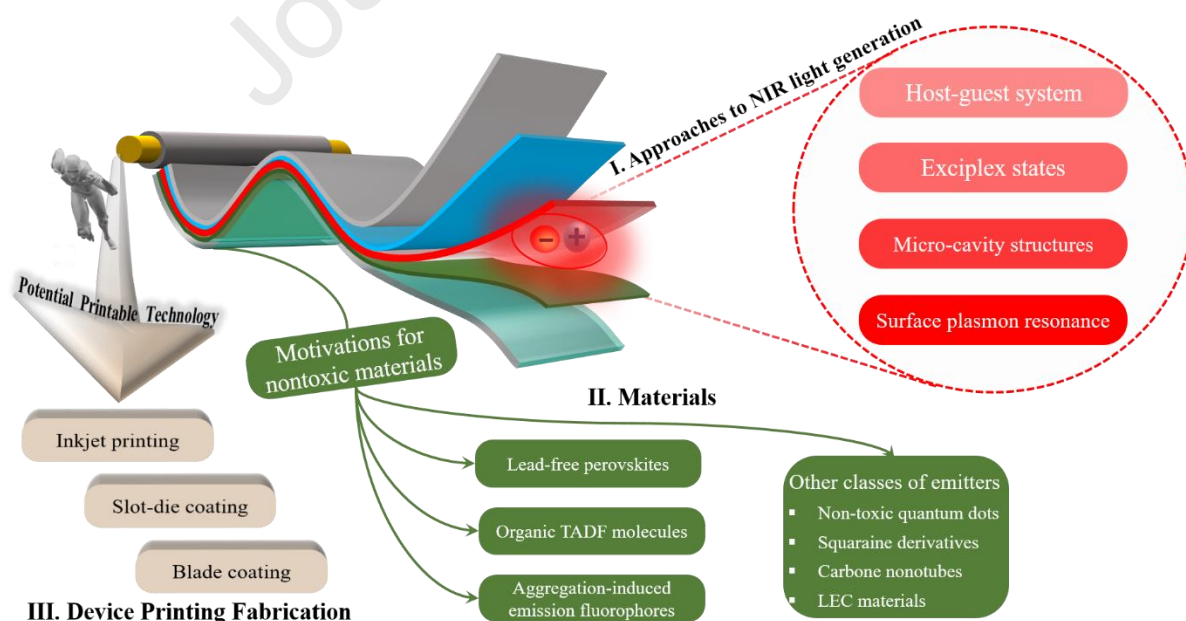 Jou
I. Approaches to NIR light generation
Host-guest system
Exciplex states
Micro-cavity structures
Surface plasmon resonance
- +
Potential Printable Technology
Motivations for
nontoxic materials
II. Materials
Inkjet printing
Slot-die coating
Blade coating
III. Device Printing Fabrication
Lead-free perovskites
Organic TADF molecules
Aggregation-induced
emission fluorophores
Other classes of emitters
▪ Non-toxic quantum dots
▪ Squaraine derivatives
▪ Carbone nonotubes
▪ LEC materials